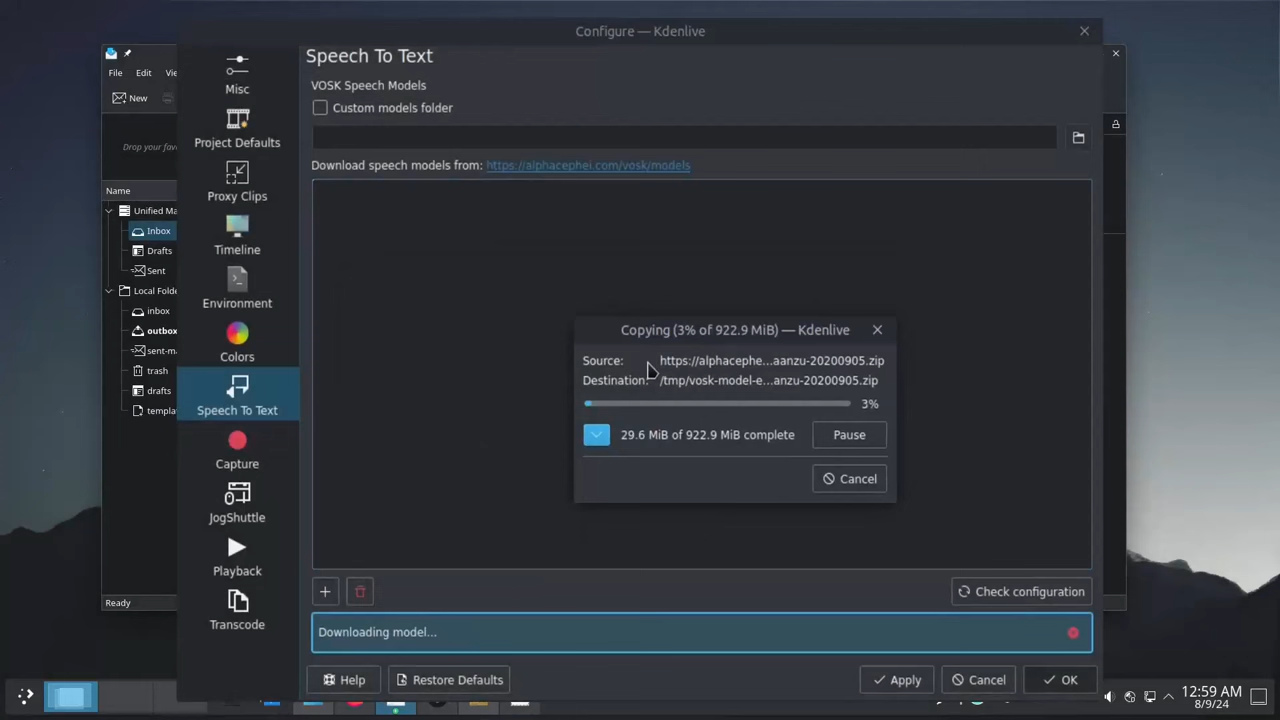 Configure — Kdenlive
File Edit
New
Drop your fav
Name
Unified Ma
Inbox
Drafts
Sent
Local Folde
inbox
outbox
sent-ma
trash
drafts
templa
Ready
Misc
Project Defaults
Proxy Clips
Timeline
Environment
Colors
Speech To Text
Capture
JogShuttle
Playback
Transcode
Speech To Text
VOSK Speech Models
Custom models folder
Download speech models from: https://alphacephei.com/vosk/models
Copying (3% of 922.9 MiB) — Kdenlive
Source: https://alphacephe...aanzu-20200905.zip
Destination: /tmp/vosk-model-e...aanzu-20200905.zip
3%
29.6 MiB of 922.9 MiB complete
Pause
Cancel
Check configuration
Downloading model...
Help Restore Defaults Apply Cancel OK
12:59 AM
8/9/24